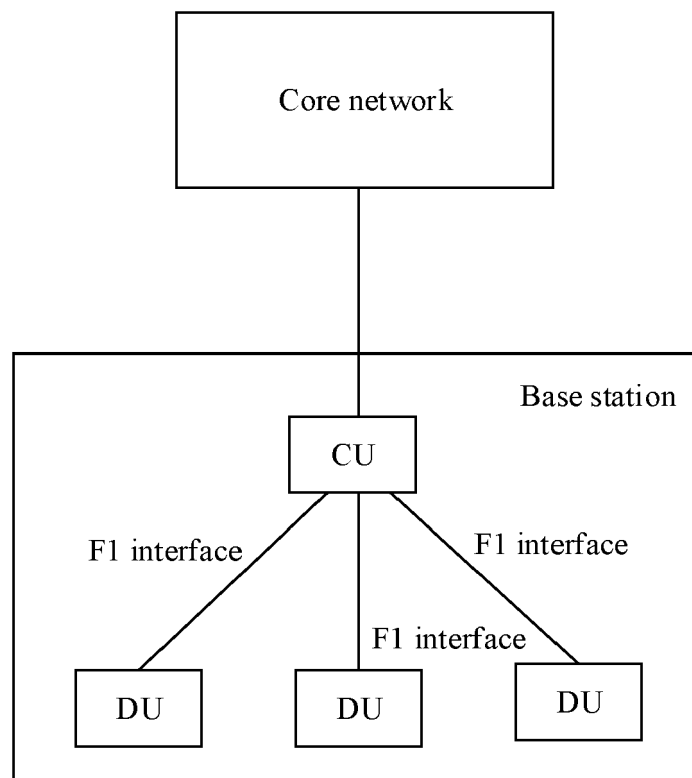 Core network
Base station
CU
F1 interface
F1 interface
F1 interface
DU
DU
DU